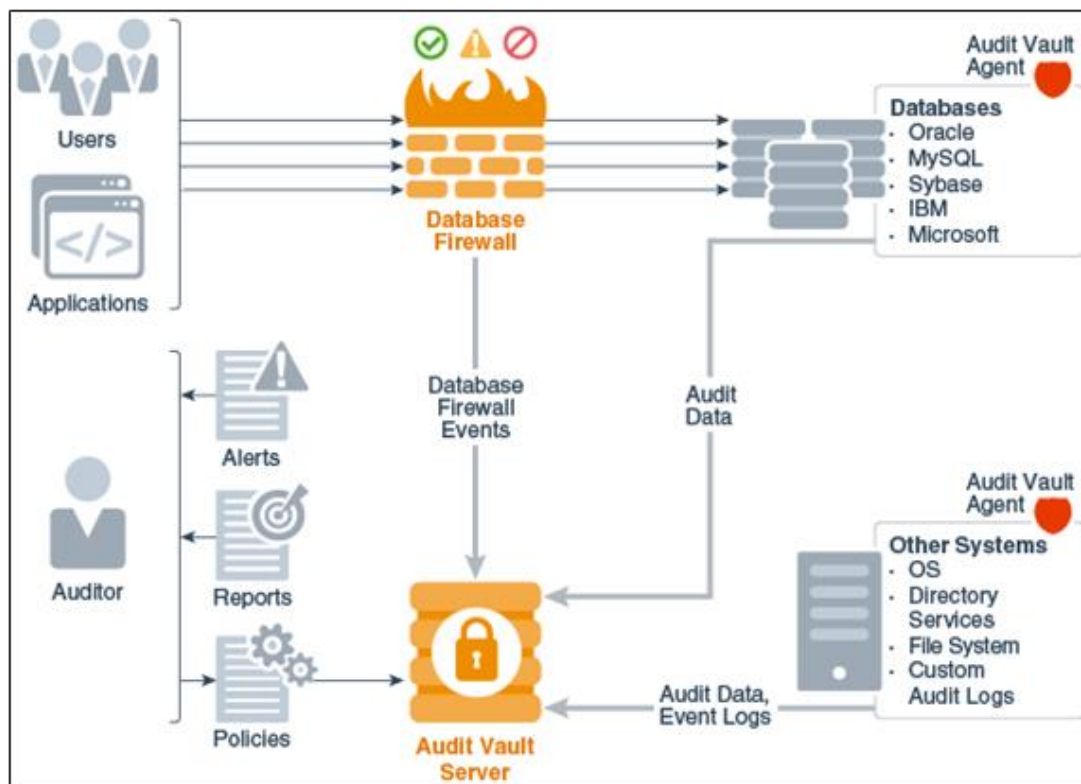 Users
</>
Applications
Database
Firewall
Audit Vault
Agent
Databases
· Oracle
· MySQL
· Sybase
· IBM
· Microsoft
Database
Firewall
Events
Audit
Data
Auditor
Alerts
Reports
Policies
Audit Vault
Server
Audit Vault
Agent
Other Systems
· OS
· Directory
Services
· File System
· Custom
Audit Logs
Audit Data,
Event Logs